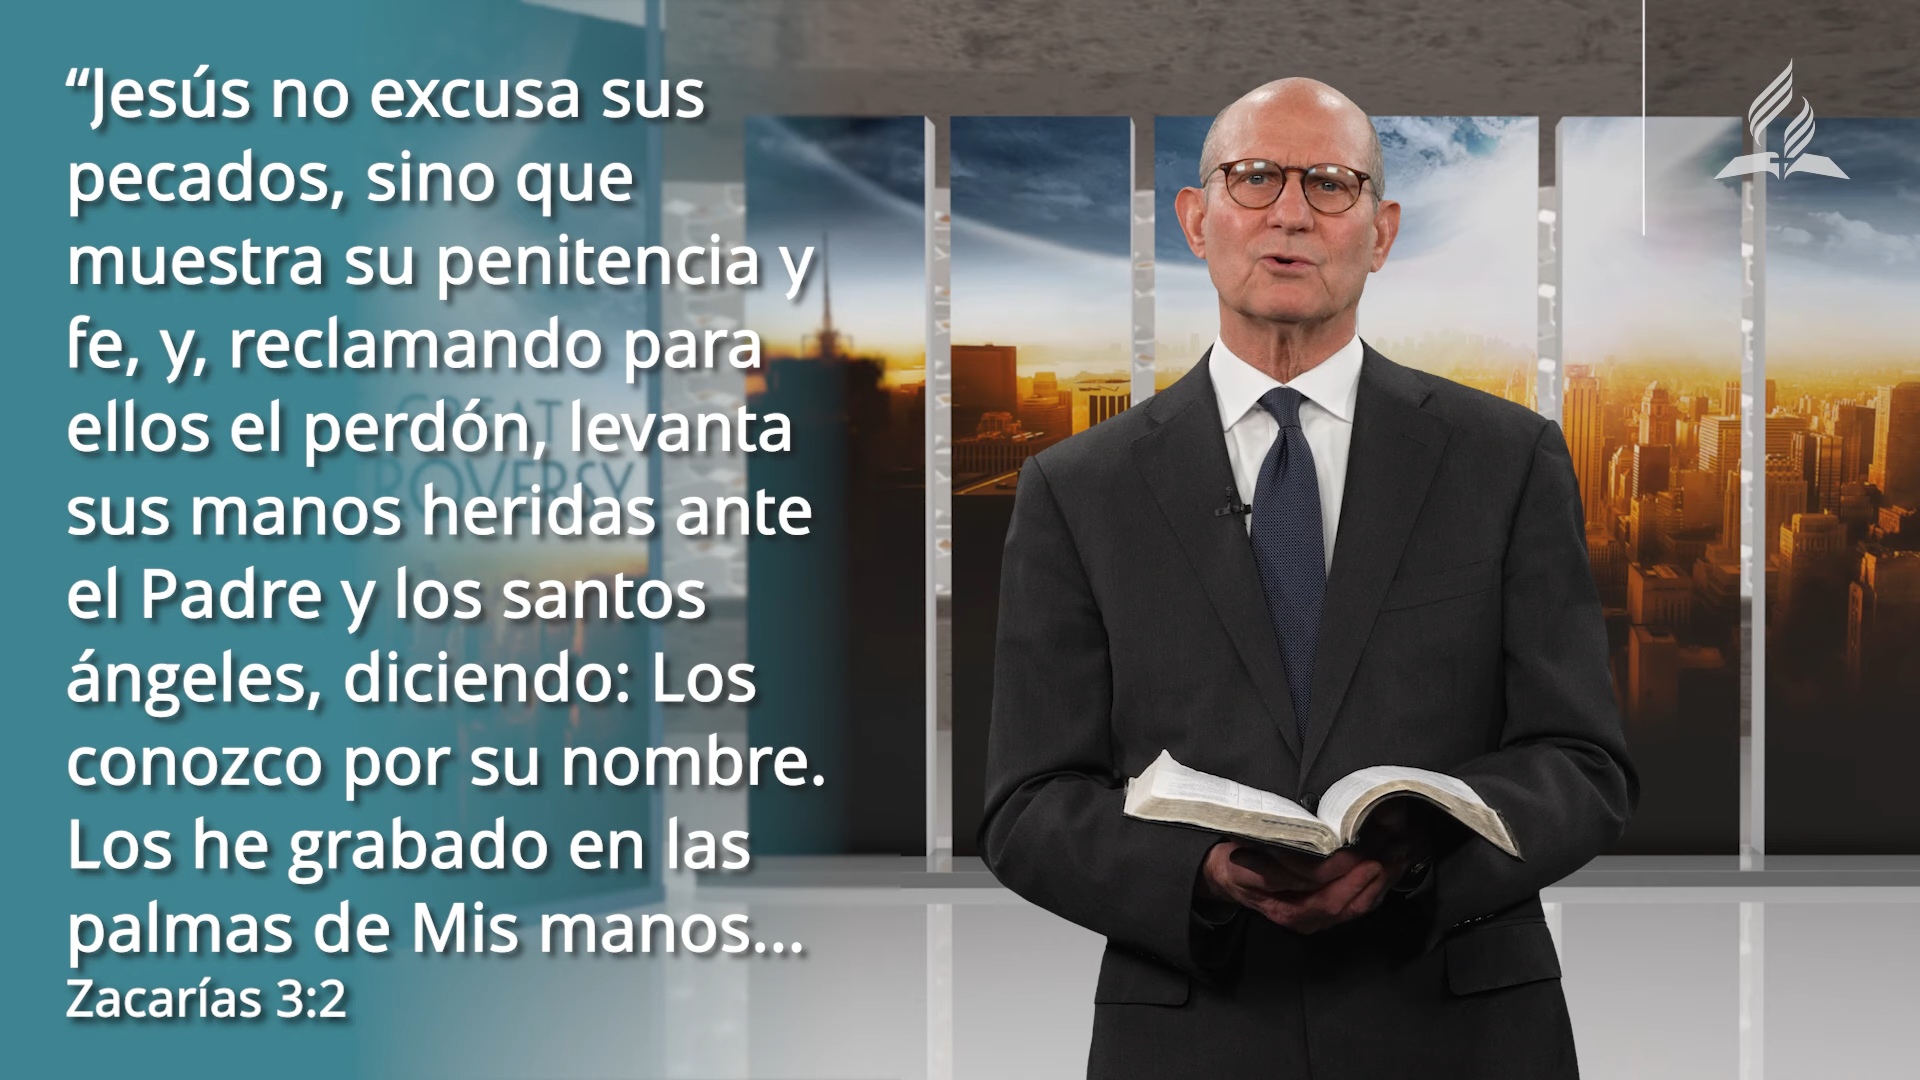 “Jesús no excusa sus
pecados, sino que
muestra su penitencia y
fe, y, reclamando para
ellos el perdón, levanta
sus manos heridas ante
el Padre y los santos
ángeles, diciendo: Los
conozco por su nombre.
Los he grabado en las
palmas de Mis manos...
Zacarías 3:2
GREAT
ROVERSY